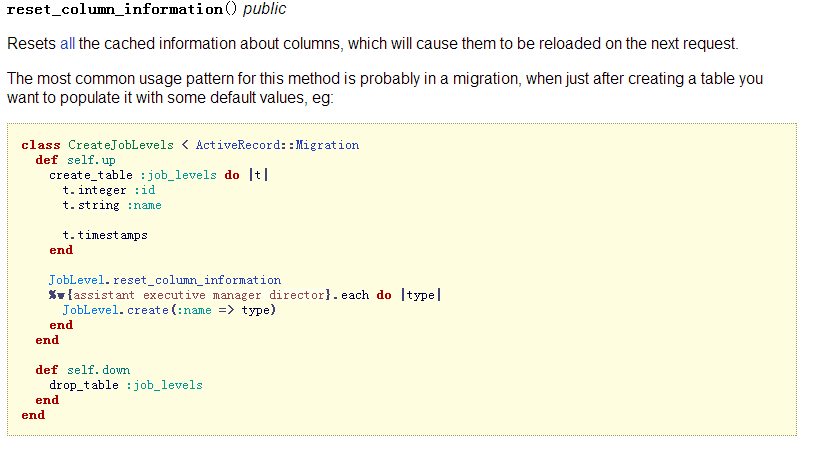 reset_column_information() public
Resets all the cached information about columns, which will cause them to be reloaded on the next request.
The most common usage pattern for this method is probably in a migration, when just after creating a table you
want to populate it with some default values, eg:
class CreateJobLevels < ActiveRecord::Migration
  def self.up
    create_table :job_levels do |t|
      t.integer :id
      t.string :name
      t.timestamps
    end
    JobLevel.reset_column_information
    %w{assistant executive manager director}.each do |type|
      JobLevel.create(:name => type)
    end
  end
  def self.down
    drop_table :job_levels
  end
end